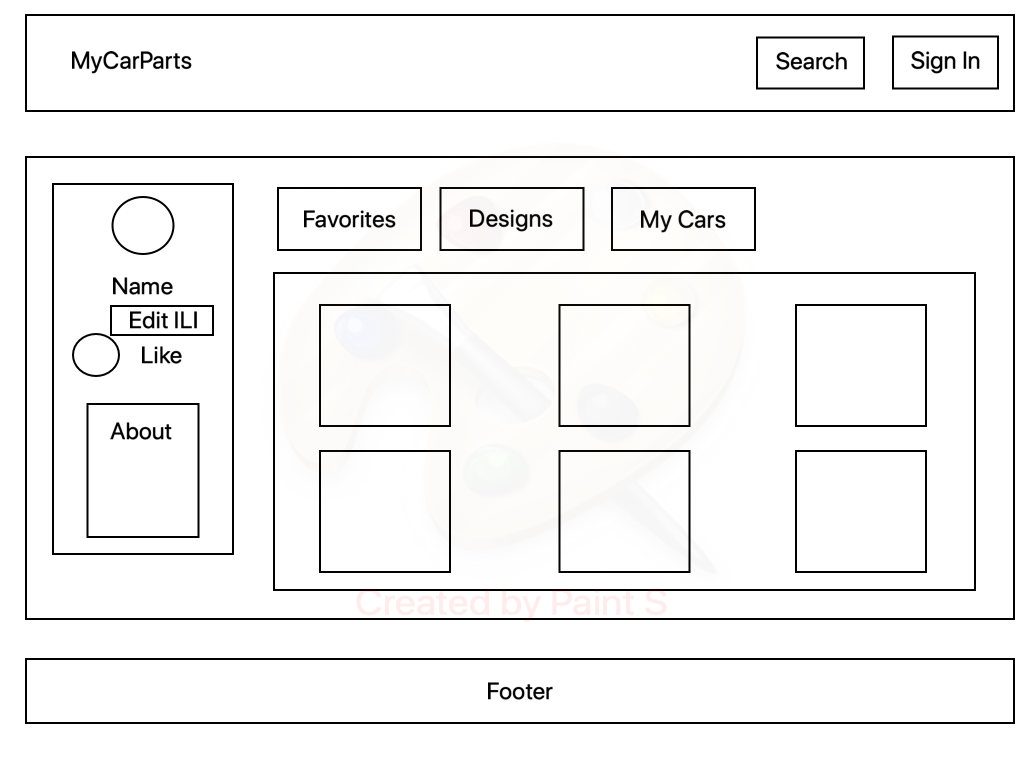 MyCarParts
Search
Sign In
Favorites
Designs
My Cars
Name
Edit ILI
Like
About
Created by Paint S
Footer